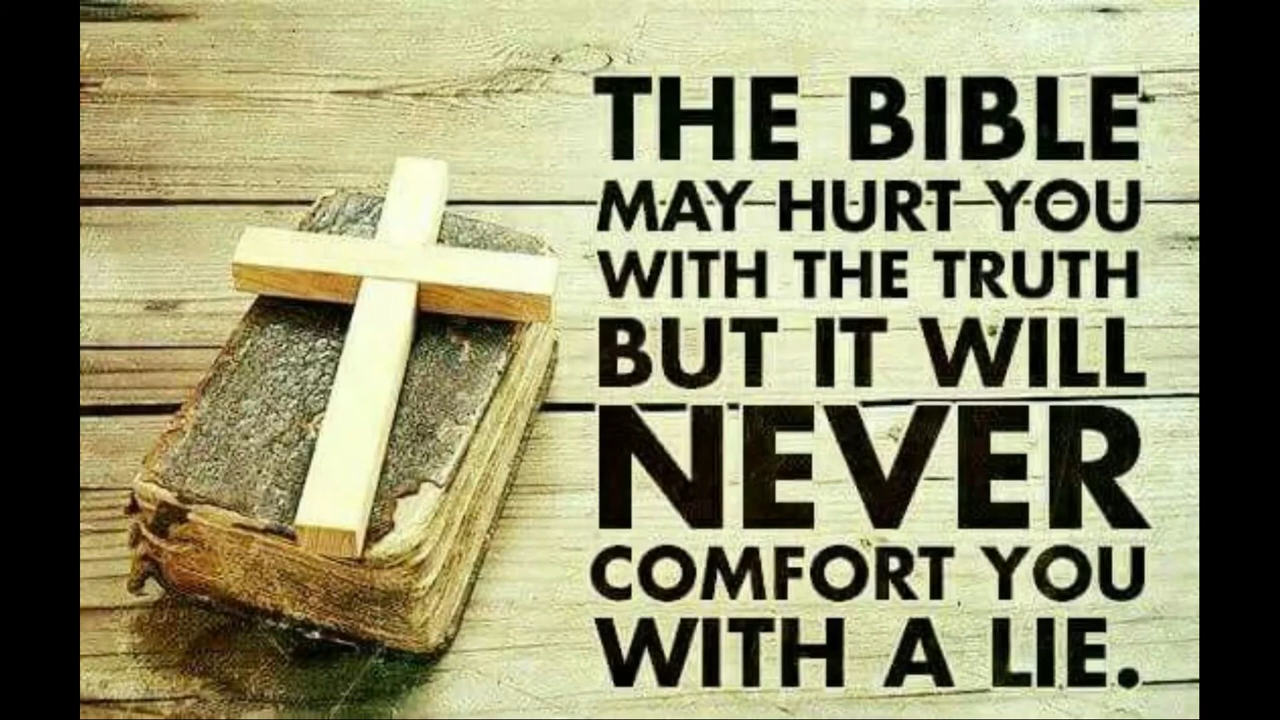 THE BIBLE
MAY HURT YOU
WITH THE TRUTH
BUT IT WILL
NEVER
COMFORT YOU
WITH A LIE.